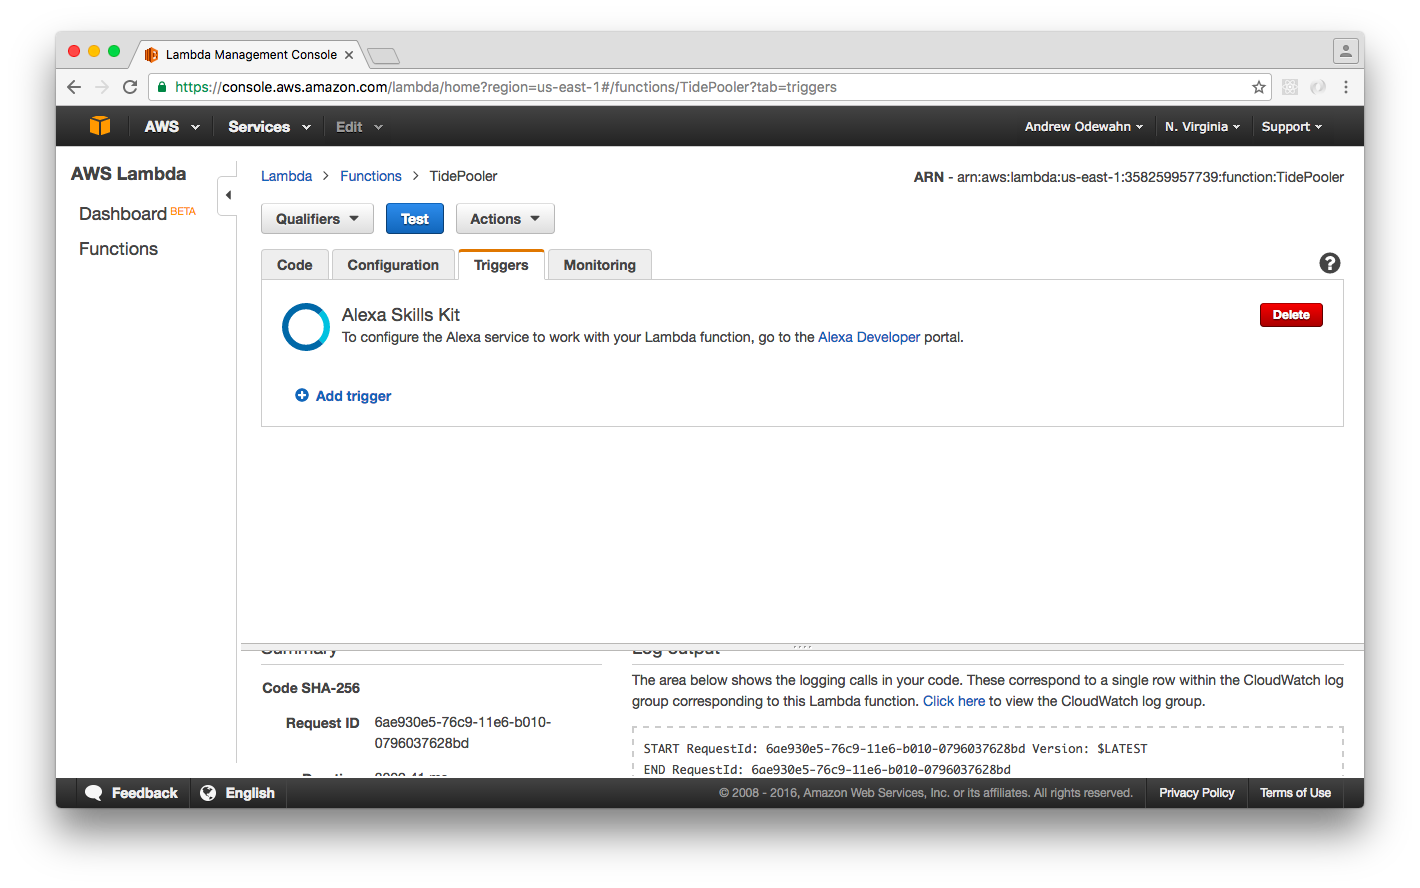 Lambda Management Console
https://console.aws.amazon.com/lambda/home?region=us-east-1#/functions/TidePooler?tab=triggers
AWS Services Edit Andrew Odewahn N. Virginia Support
AWS Lambda
Dashboard BETA
Functions
Lambda > Functions > TidePooler
ARN - arn:aws:lambda:us-east-1:358259957739:function:TidePooler
Qualifiers Test Actions
Code Configuration Triggers Monitoring
Alexa Skills Kit
To configure the Alexa service to work with your Lambda function, go to the Alexa Developer portal.
Delete
Add trigger
Summary
Code SHA-256
Request ID 6ae930e5-76c9-11e6-b010-
0796037628bd
Log output
The area below shows the logging calls in your code. These correspond to a single row within the CloudWatch log
group corresponding to this Lambda function. Click here to view the CloudWatch log group.
START RequestId: 6ae930e5-76c9-11e6-b010-0796037628bd Version: $LATEST
END RequestId: 6ae930e5-76c9-11e6-b010-0796037628bd
Feedback English © 2008 - 2016, Amazon Web Services, Inc. or its affiliates. All rights reserved. Privacy Policy Terms of Use